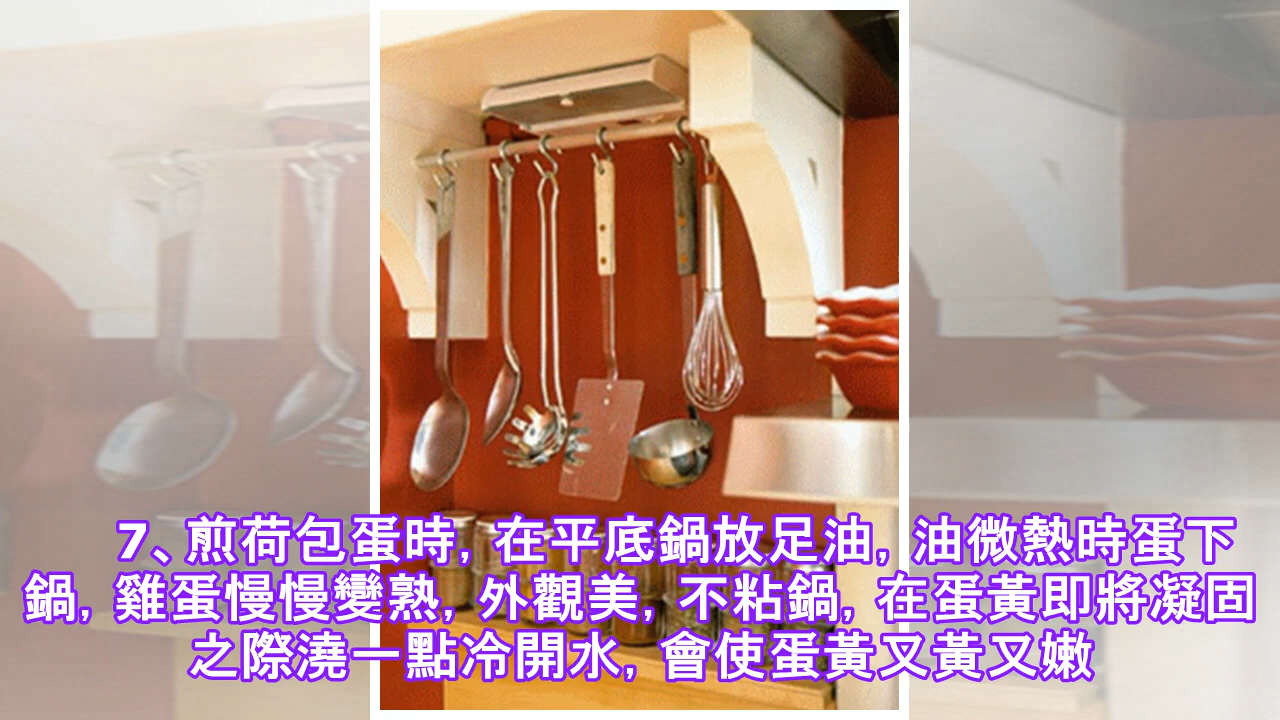 7、煎荷包蛋時, 在平底鍋放足油, 油微熱時蛋下
鍋, 雞蛋慢慢變熟, 外觀美, 不粘鍋, 在蛋黃即將凝固
之際澆一點冷開水, 會使蛋黃又黃又嫩